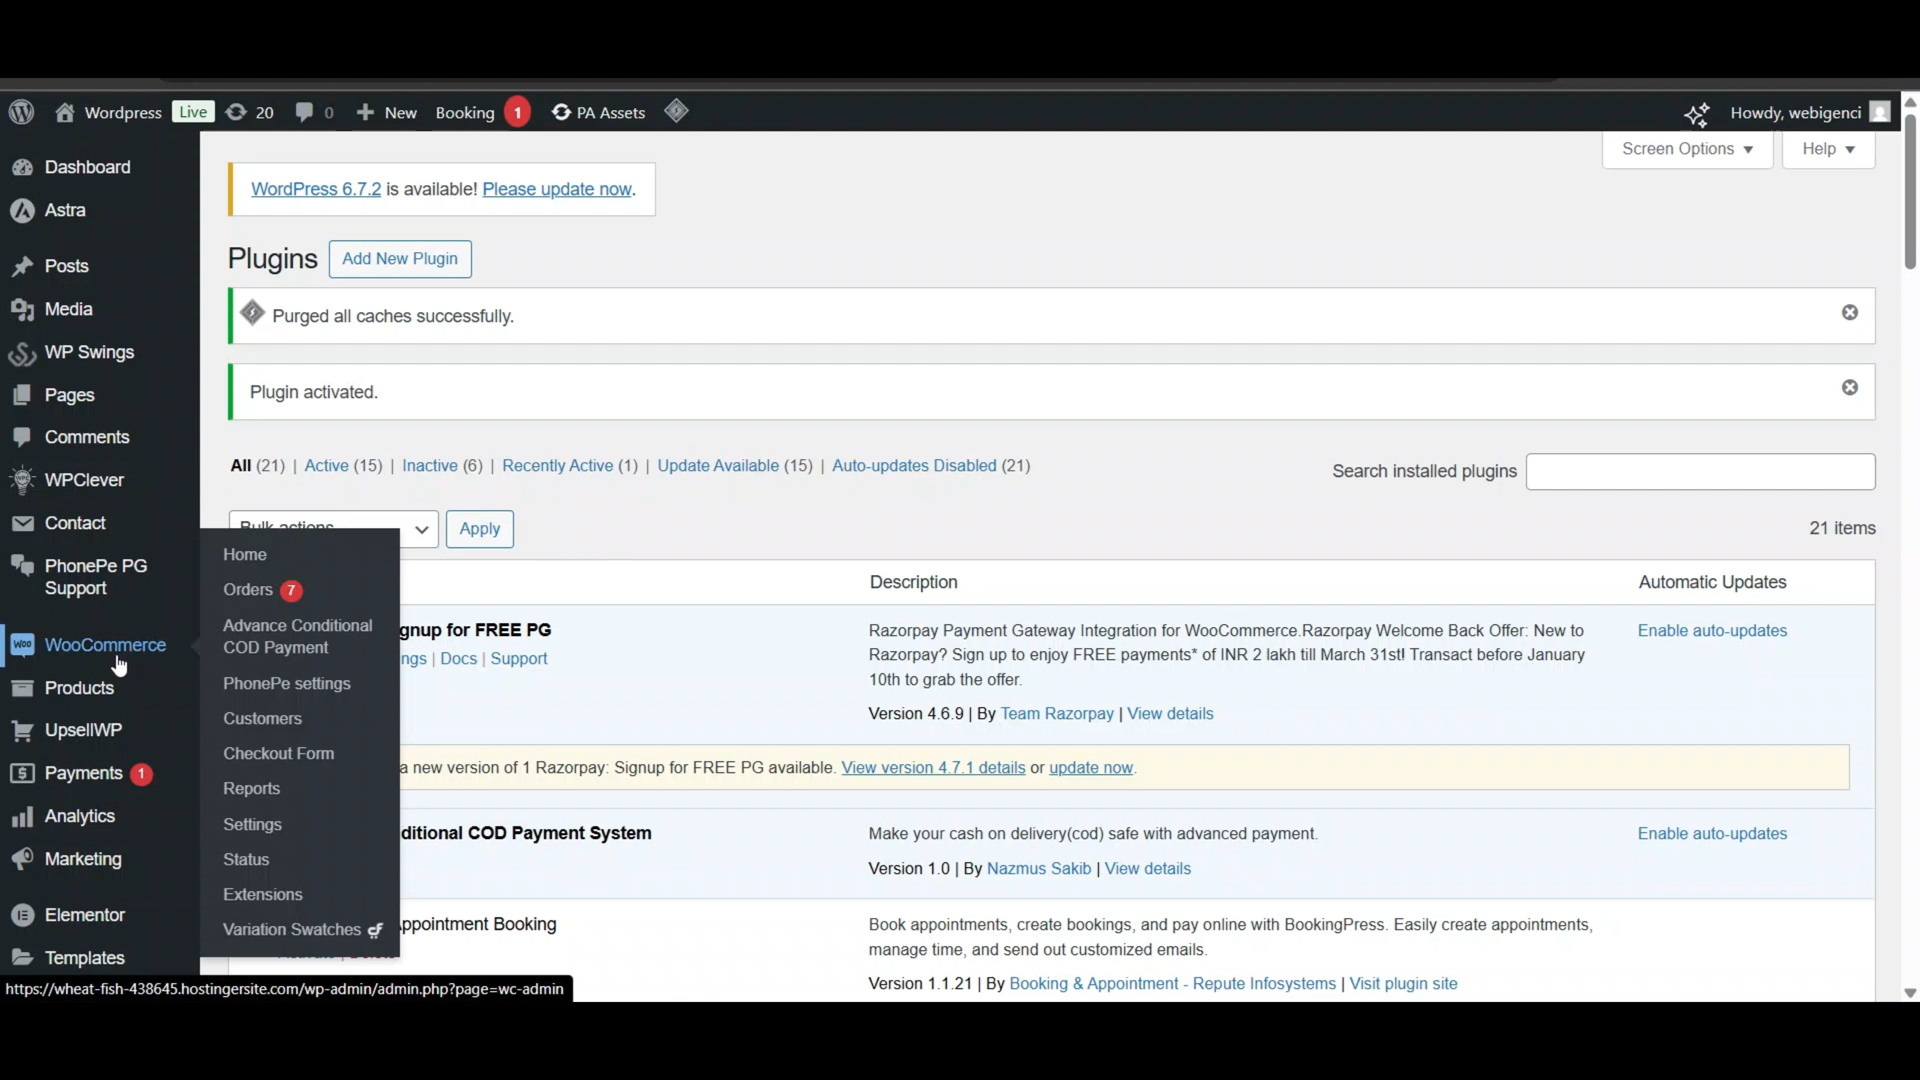 Wordpress Live 20 0 New Booking 1 PA Assets Howdy, webigenci
Screen Options Help
Dashboard
Astra
Posts
Media
WP Swings
Pages
Comments
WPClever
Contact
PhonePe PG
Support
WooCommerce
Products
UpsellWP
Payments 1
Analytics
Marketing
Elementor
Templates
WordPress 6.7.2 is available! Please update now.
Plugins Add New Plugin
Purged all caches successfully.
Plugin activated.
All (21) | Active (15) | Inactive (6) | Recently Active (1) | Update Available (15) | Auto-updates Disabled (21)
Search installed plugins
Bulk actions Apply
21 items
Home
Orders 7
Advance Conditional
COD Payment
PhonePe settings
Customers
Checkout Form
Reports
Settings
Status
Extensions
Variation Swatches
Description Automatic Updates
gnup for FREE PG
ngs | Docs | Support
Razorpay Payment Gateway Integration for WooCommerce.Razorpay Welcome Back Offer: New to
Razorpay? Sign up to enjoy FREE payments* of INR 2 lakh till March 31st! Transact before January
10th to grab the offer.
Version 4.6.9 | By Team Razorpay | View details
Enable auto-updates
a new version of 1 Razorpay: Signup for FREE PG available. View version 4.7.1 details or update now.
ditional COD Payment System
Make your cash on delivery(cod) safe with advanced payment.
Version 1.0 | By Nazmus Sakib | View details
Enable auto-updates
ppointment Booking
Book appointments, create bookings, and pay online with BookingPress. Easily create appointments,
manage time, and send out customized emails.
Version 1.1.21 | By Booking & Appointment - Repute Infosystems | Visit plugin site
https://wheat-fish-438645.hostingersite.com/wp-admin/admin.php?page=wc-admin